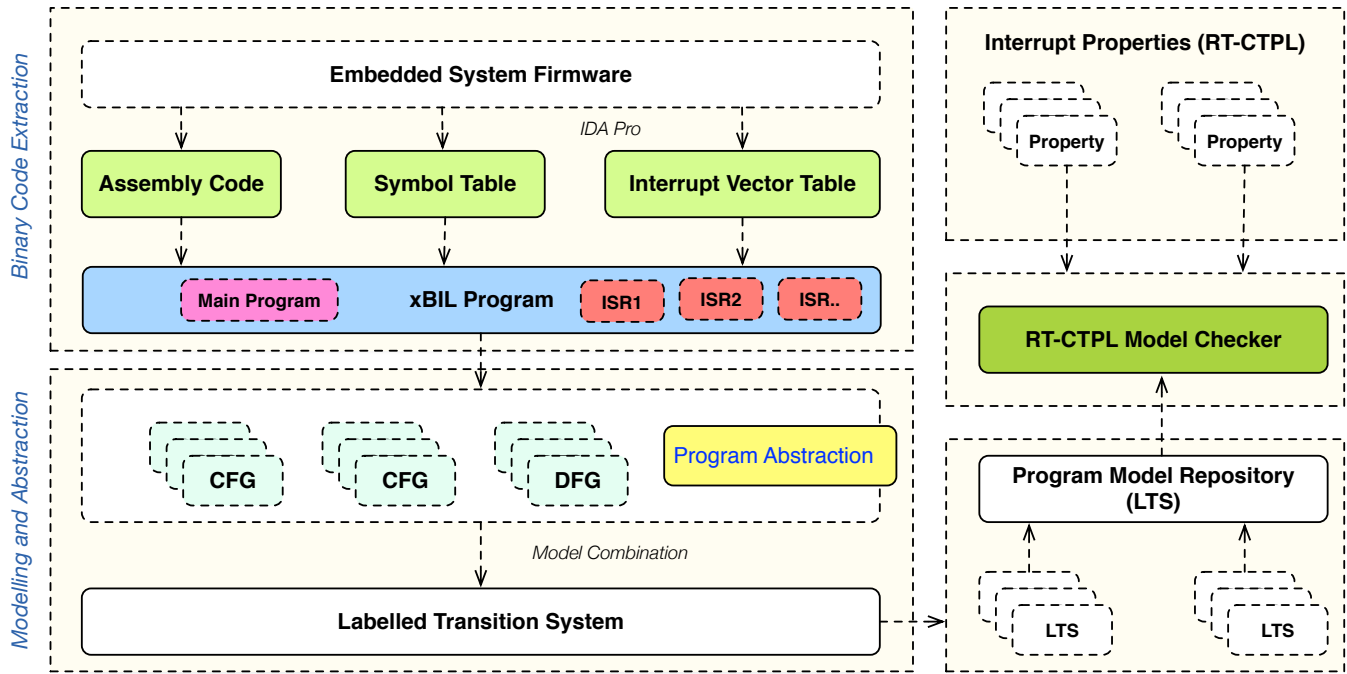 Binary Code Extraction
Embedded System Firmware
IDA Pro
Assembly Code
Symbol Table
Interrupt Vector Table
Main Program
xBIL Program
ISR1
ISR2
ISR..
Modelling and Abstraction
CFG
CFG
DFG
Program Abstraction
Model Combination
Labelled Transition System
Interrupt Properties (RT-CTPL)
Property
Property
RT-CTPL Model Checker
Program Model Repository
(LTS)
LTS
LTS